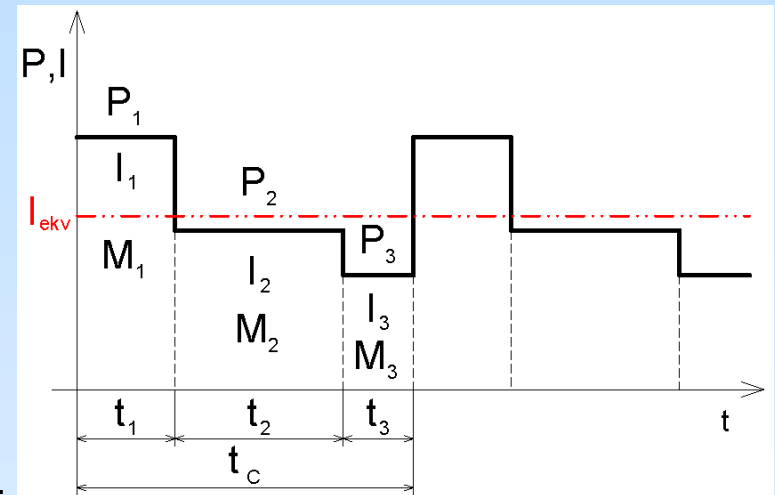 P,I
P₁
I₁
P₂
Iekv
P₃
M₁
I₂
I₃
M₂
M₃
t₁ t₂ t₃
t
tC